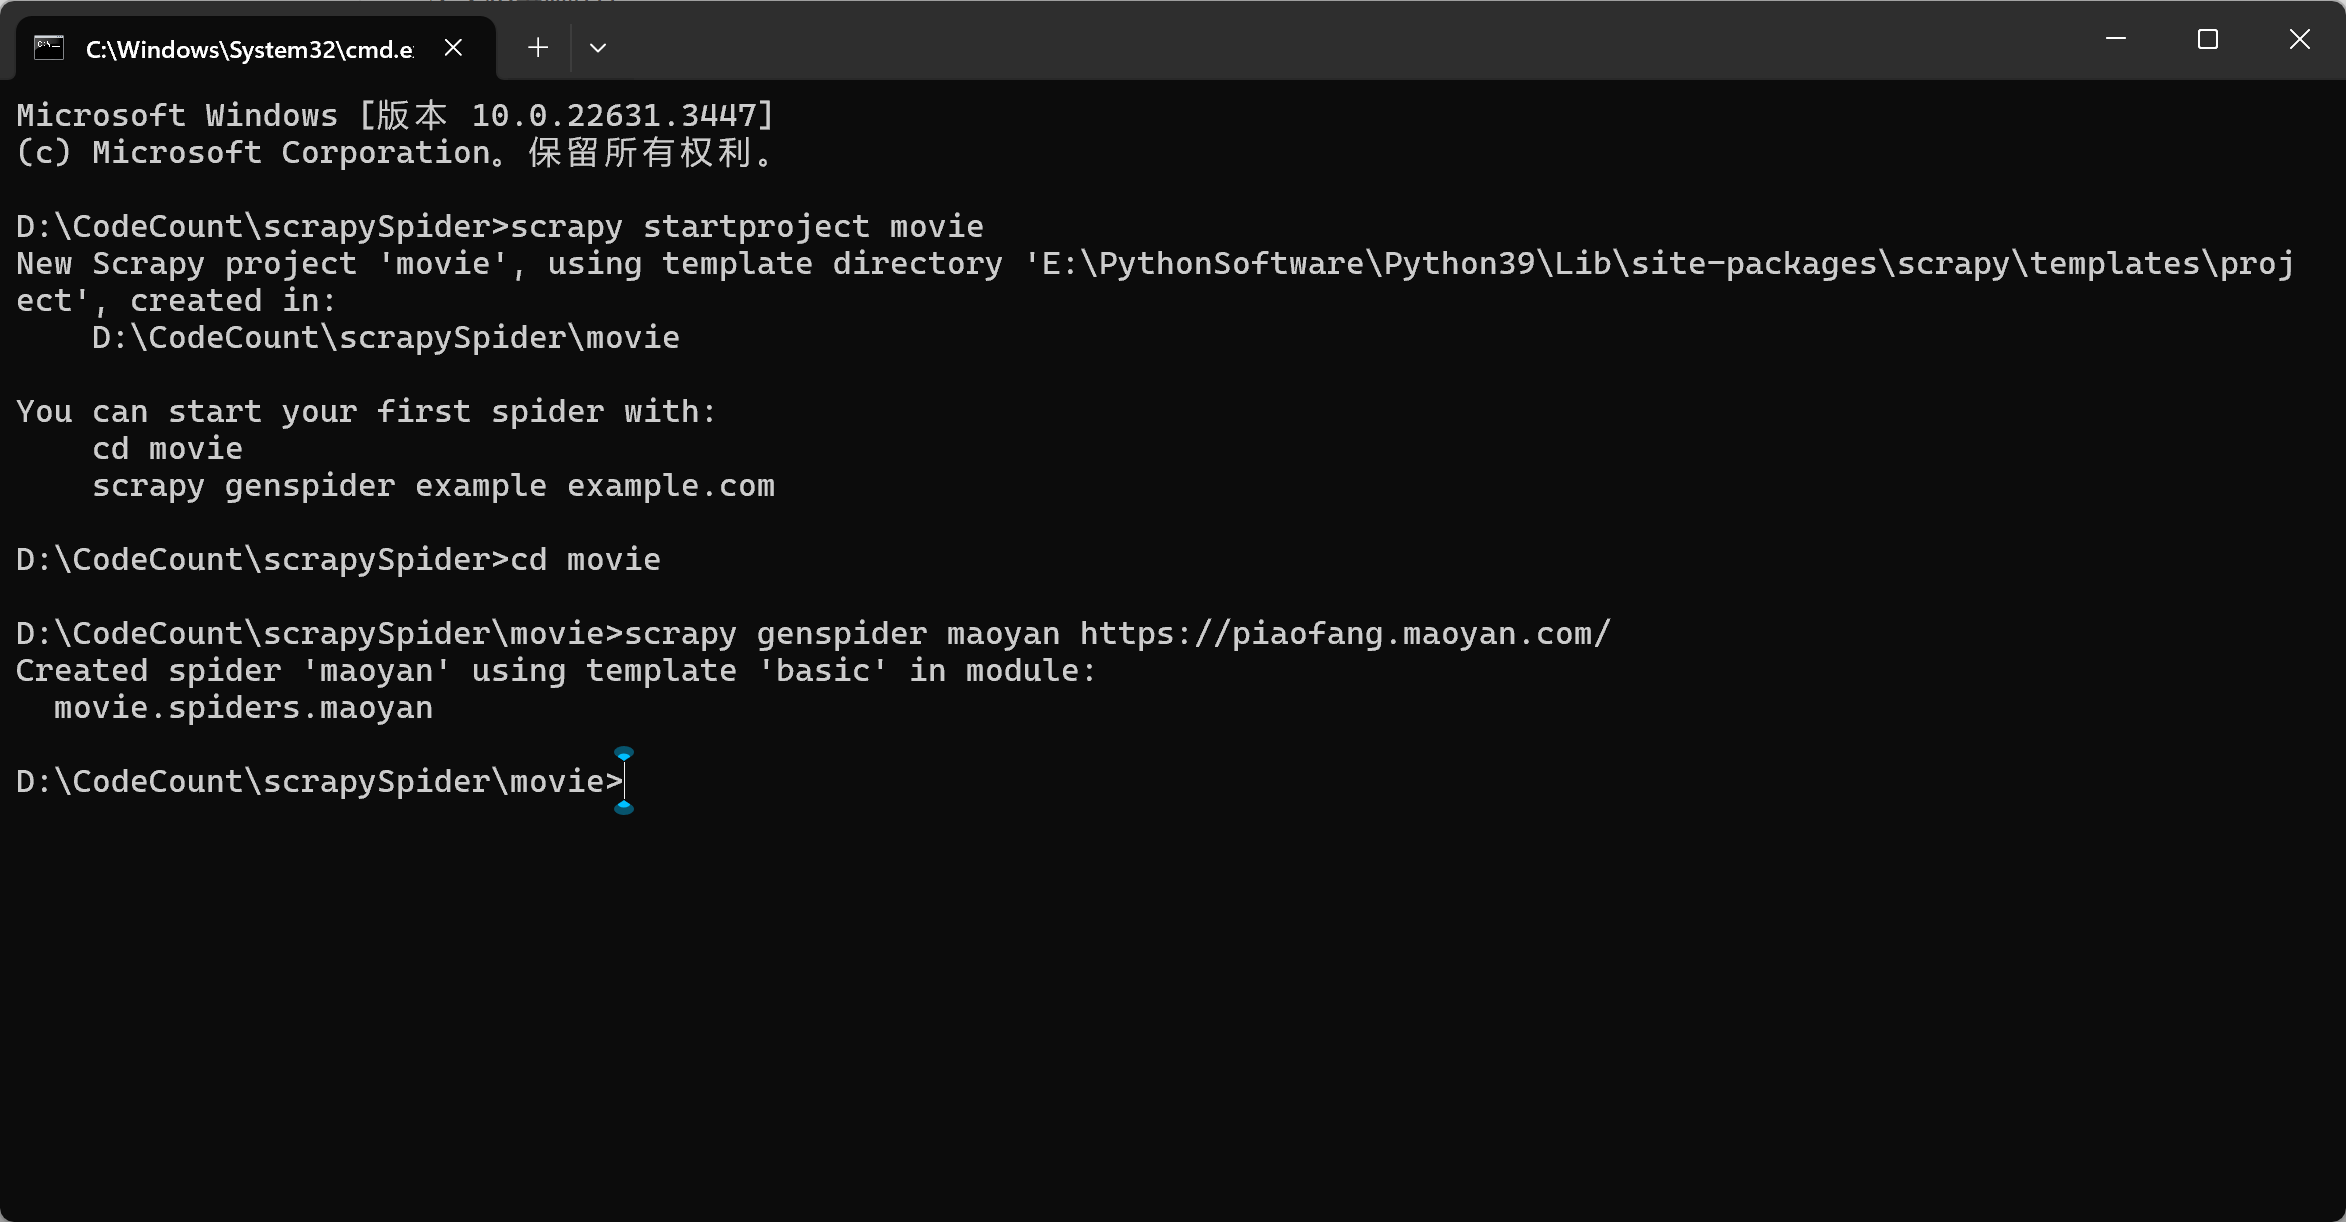 C:\Windows\System32\cmd.e
Microsoft Windows [版本 10.0.22631.3447]
(c) Microsoft Corporation。保留所有权利。
D:\CodeCount\scrapySpider>scrapy startproject movie
New Scrapy project 'movie', using template directory 'E:\PythonSoftware\Python39\Lib\site-packages\scrapy\templates\proj
ect', created in:
    D:\CodeCount\scrapySpider\movie
You can start your first spider with:
    cd movie
    scrapy genspider example example.com
D:\CodeCount\scrapySpider>cd movie
D:\CodeCount\scrapySpider\movie>scrapy genspider maoyan https://piaofang.maoyan.com/
Created spider 'maoyan' using template 'basic' in module:
  movie.spiders.maoyan
D:\CodeCount\scrapySpider\movie>